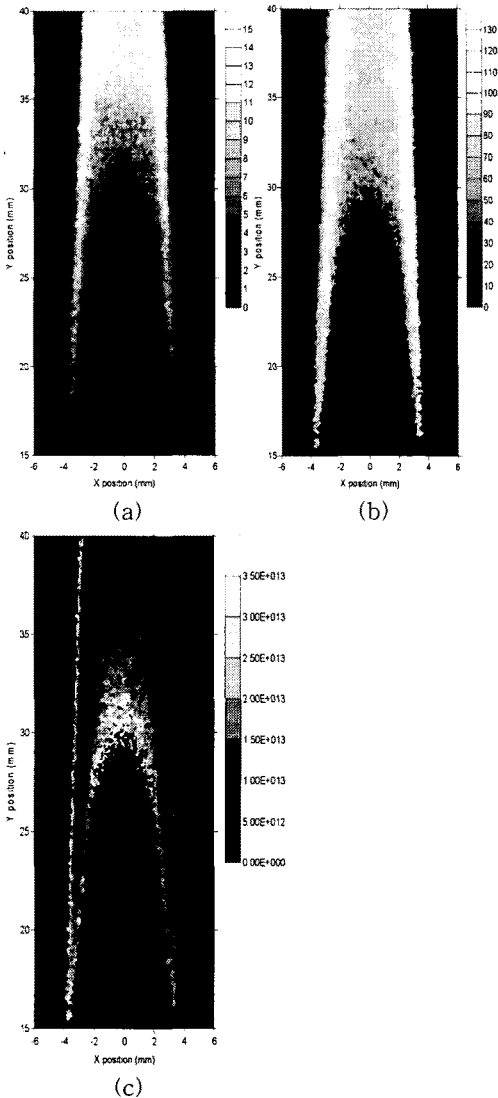 Y position (mm)
40
35
30
25
20
15
-6 -4 -2 0 2 4 6
X position (mm)
15
14
13
12
11
10
9
8
7
6
5
4
3
2
1
0
(a)
Y position (mm)
40
35
30
25
20
15
-6 -4 -2 0 2 4 6
X position (mm)
130
120
110
100
90
80
70
60
50
40
30
20
10
0
(b)
Y position (mm)
40
35
30
25
20
15
-6 -4 -2 0 2 4 6
X position (mm)
3.50E+013
3.00E+013
2.50E+013
2.00E+013
1.50E+013
1.00E+013
5.00E+012
0.00E+000
(c)